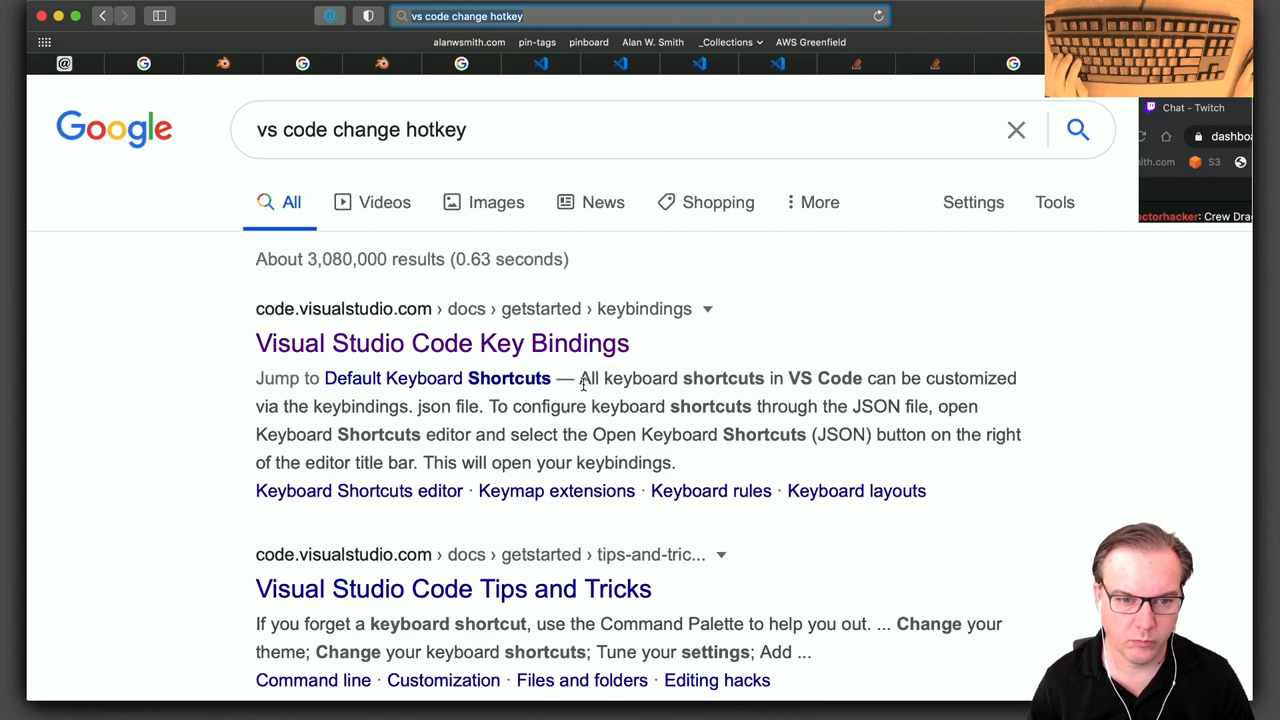 vs code change hotkey
alanwsmith.com pin-tags pinboard Alan W. Smith _Collections AWS Greenfield
Chat - Twitch
dashboa
ith.com S3
ectorhacker: Crew Dra
Google
vs code change hotkey
All Videos Images News Shopping More Settings Tools
About 3,080,000 results (0.63 seconds)
code.visualstudio.com › docs › getstarted › keybindings
Visual Studio Code Key Bindings
Jump to Default Keyboard Shortcuts — All keyboard shortcuts in VS Code can be customized
via the keybindings. json file. To configure keyboard shortcuts through the JSON file, open
Keyboard Shortcuts editor and select the Open Keyboard Shortcuts (JSON) button on the right
of the editor title bar. This will open your keybindings.
Keyboard Shortcuts editor · Keymap extensions · Keyboard rules · Keyboard layouts
code.visualstudio.com › docs › getstarted › tips-and-tric...
Visual Studio Code Tips and Tricks
If you forget a keyboard shortcut, use the Command Palette to help you out. ... Change your
theme; Change your keyboard shortcuts; Tune your settings; Add ...
Command line · Customization · Files and folders · Editing hacks